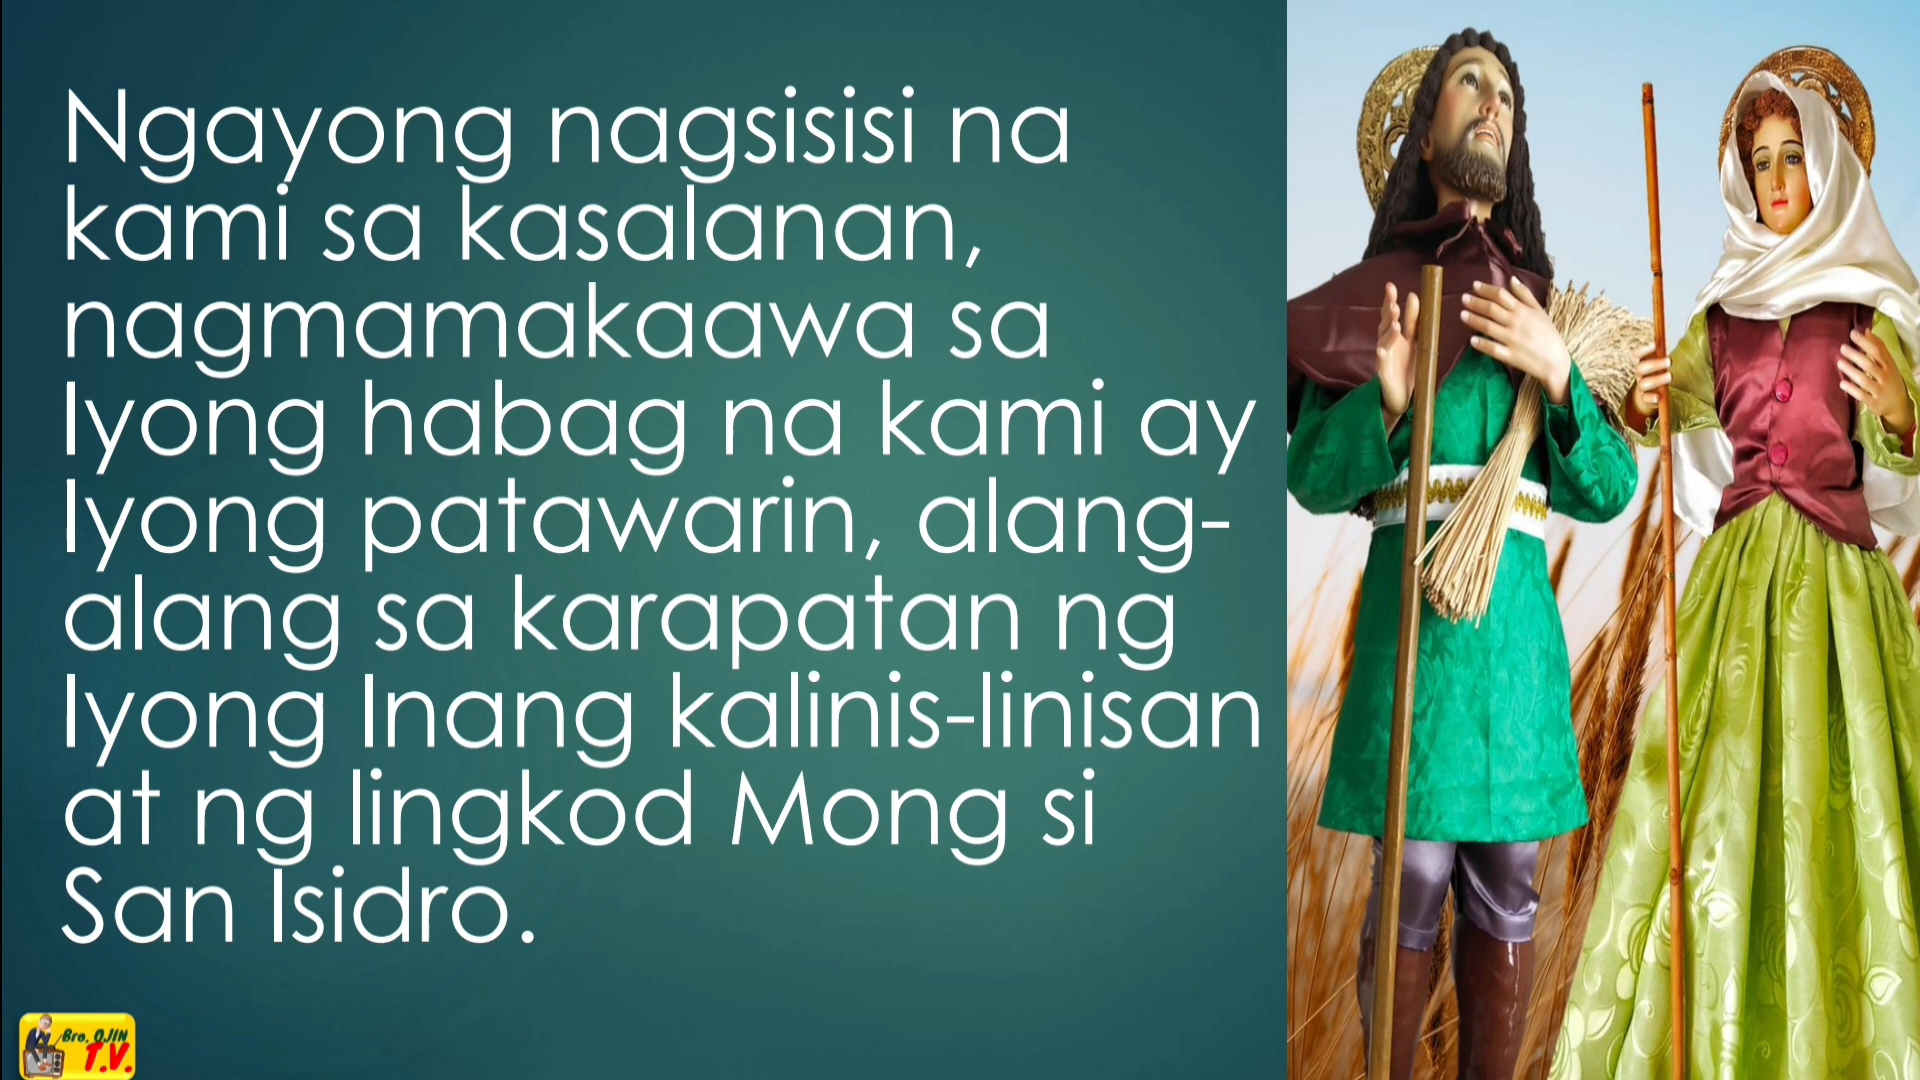 Ngayong nagsisisi na
kami sa kasalanan,
nagmamakaawa sa
Iyong habag na kami ay
Iyong patawarin, alang-
alang sa karapatan ng
Iyong Inang kalinis-linisan
at ng lingkod Mong si
San Isidro.
Bro. OJIN
T.V.